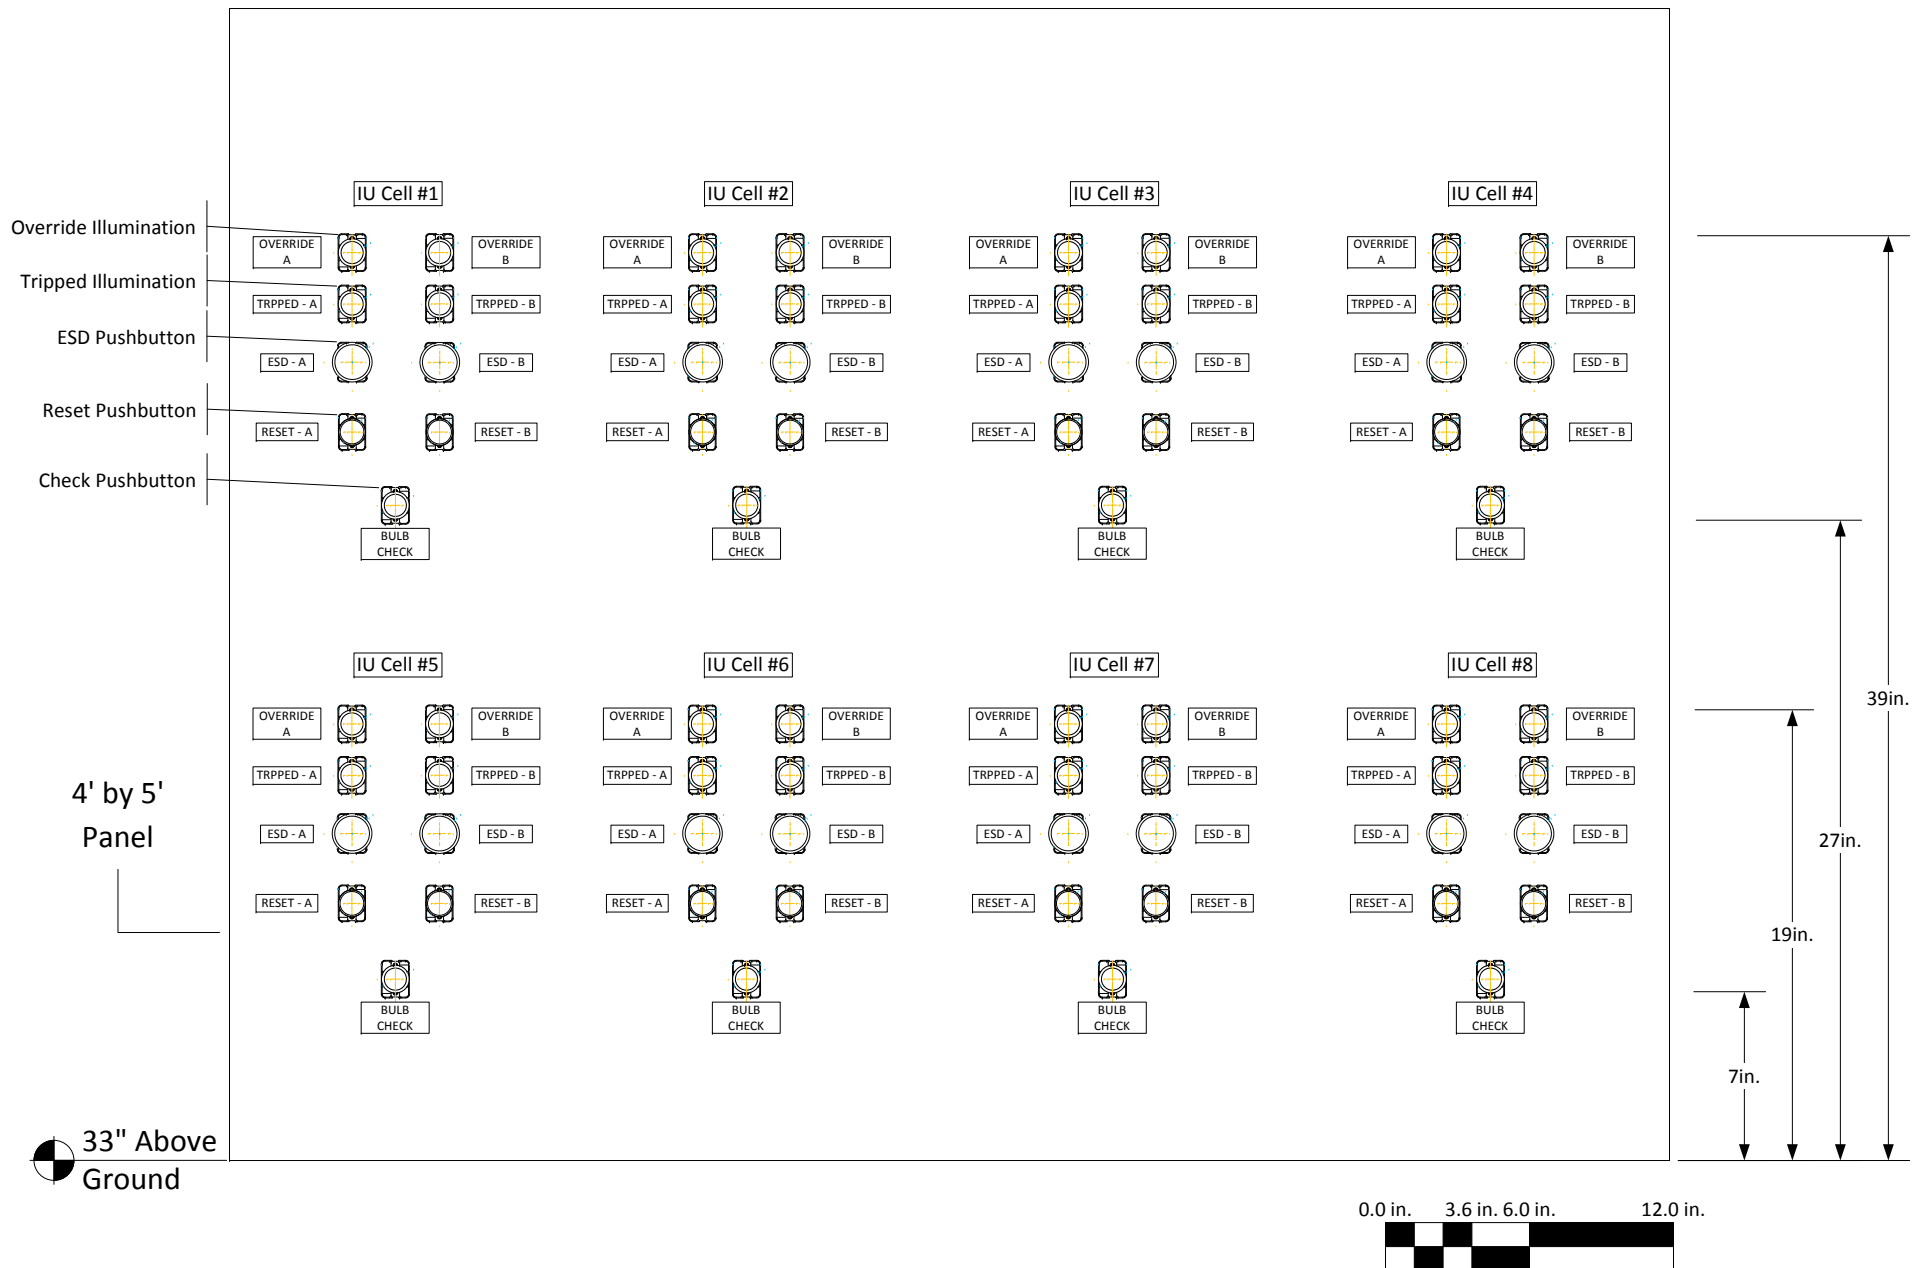 IU Cell #1 IU Cell #2 IU Cell #3 IU Cell #4
Override Illumination
OVERRIDE
A
OVERRIDE
B
OVERRIDE
A
OVERRIDE
B
OVERRIDE
A
OVERRIDE
B
OVERRIDE
A
OVERRIDE
B
Tripped Illumination
TRPPED - A TRPPED - B TRPPED - A TRPPED - B TRPPED - A TRPPED - B TRPPED - A TRPPED - B
ESD Pushbutton
ESD - A ESD - B ESD - A ESD - B ESD - A ESD - B ESD - A ESD - B
Reset Pushbutton
RESET - A RESET - B RESET - A RESET - B RESET - A RESET - B RESET - A RESET - B
Check Pushbutton
BULB
CHECK
BULB
CHECK
BULB
CHECK
BULB
CHECK
IU Cell #5 IU Cell #6 IU Cell #7 IU Cell #8
OVERRIDE
A
OVERRIDE
B
OVERRIDE
A
OVERRIDE
B
OVERRIDE
A
OVERRIDE
B
OVERRIDE
A
OVERRIDE
B
TRPPED - A TRPPED - B TRPPED - A TRPPED - B TRPPED - A TRPPED - B TRPPED - A TRPPED - B
ESD - A ESD - B ESD - A ESD - B ESD - A ESD - B ESD - A ESD - B
RESET - A RESET - B RESET - A RESET - B RESET - A RESET - B RESET - A RESET - B
BULB
CHECK
BULB
CHECK
BULB
CHECK
BULB
CHECK
4' by 5'
Panel
33" Above
Ground
39in.
27in.
19in.
7in.
0.0 in. 3.6 in. 6.0 in. 12.0 in.